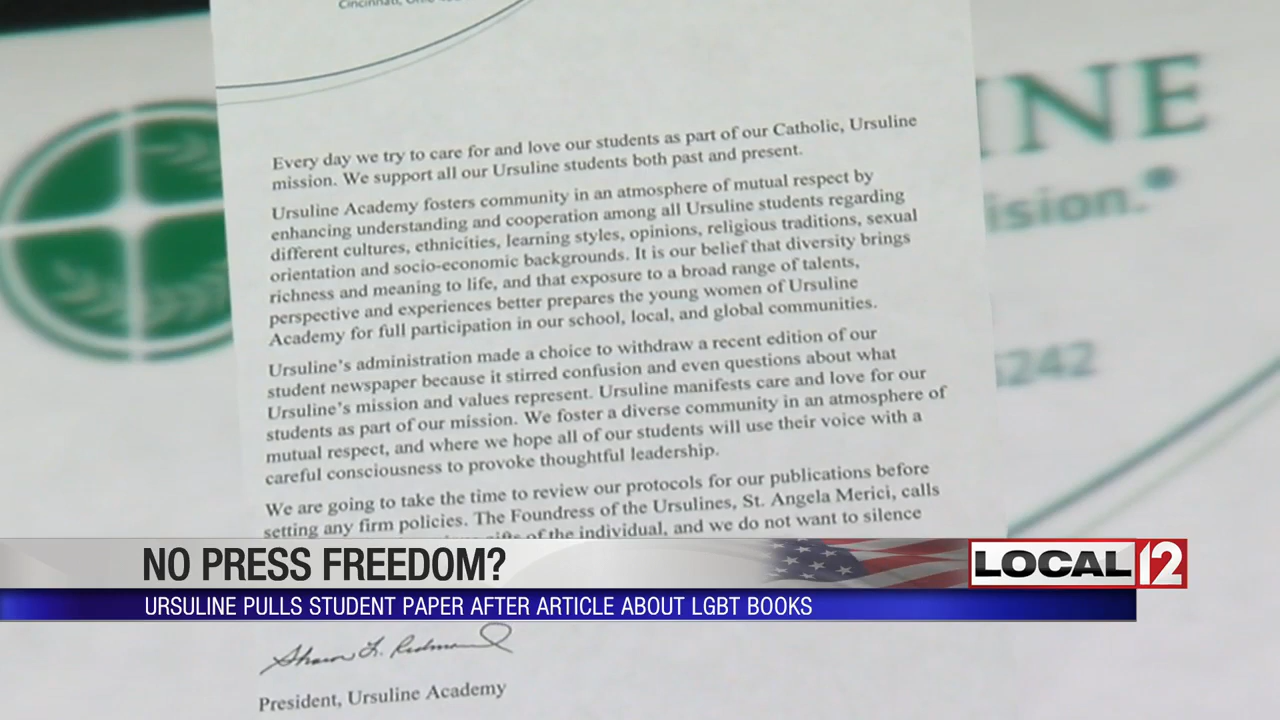 Cincinnati, Ohio
INE
ision.
5242
Every day we try to care for and love our students as part of our Catholic, Ursuline
mission. We support all our Ursuline students both past and present.
Ursuline Academy fosters community in an atmosphere of mutual respect by
enhancing understanding and cooperation among all Ursuline students regarding
different cultures, ethnicities, learning styles, opinions, religious traditions, sexual
orientation and socio-economic backgrounds. It is our belief that diversity brings
richness and meaning to life, and that exposure to a broad range of talents,
perspective and experiences better prepares the young women of Ursuline
Academy for full participation in our school, local, and global communities.
Ursuline's administration made a choice to withdraw a recent edition of our
student newspaper because it stirred confusion and even questions about what
Ursuline's mission and values represent. Ursuline manifests care and love for our
students as part of our mission. We foster a diverse community in an atmosphere of
mutual respect, and where we hope all of our students will use their voice with a
careful consciousness to provoke thoughtful leadership.
We are going to take the time to review our protocols for our publications before
setting any firm policies. The Foundress of the Ursulines, St. Angela Merici, calls
of the individual, and we do not want to silence
NO PRESS FREEDOM?
LOCAL 12
URSULINE PULLS STUDENT PAPER AFTER ARTICLE ABOUT LGBT BOOKS
President, Ursuline Academy